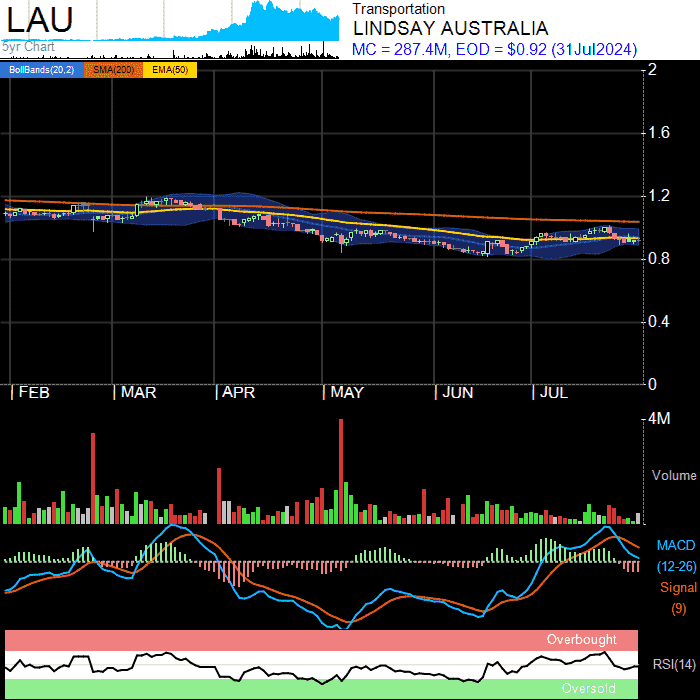 LAU
5yr Chart
Transportation
LINDSAY AUSTRALIA
MC = 287.4M, EOD = $0.92 (31Jul2024)
BollBands(20,2) SMA(200) EMA(50)
2
1.6
1.2
0.8
0.4
0
FEB MAR APR MAY JUN JUL
4M
Volume
MACD
(12-26)
Signal
(9)
Overbought
RSI(14)
Oversold